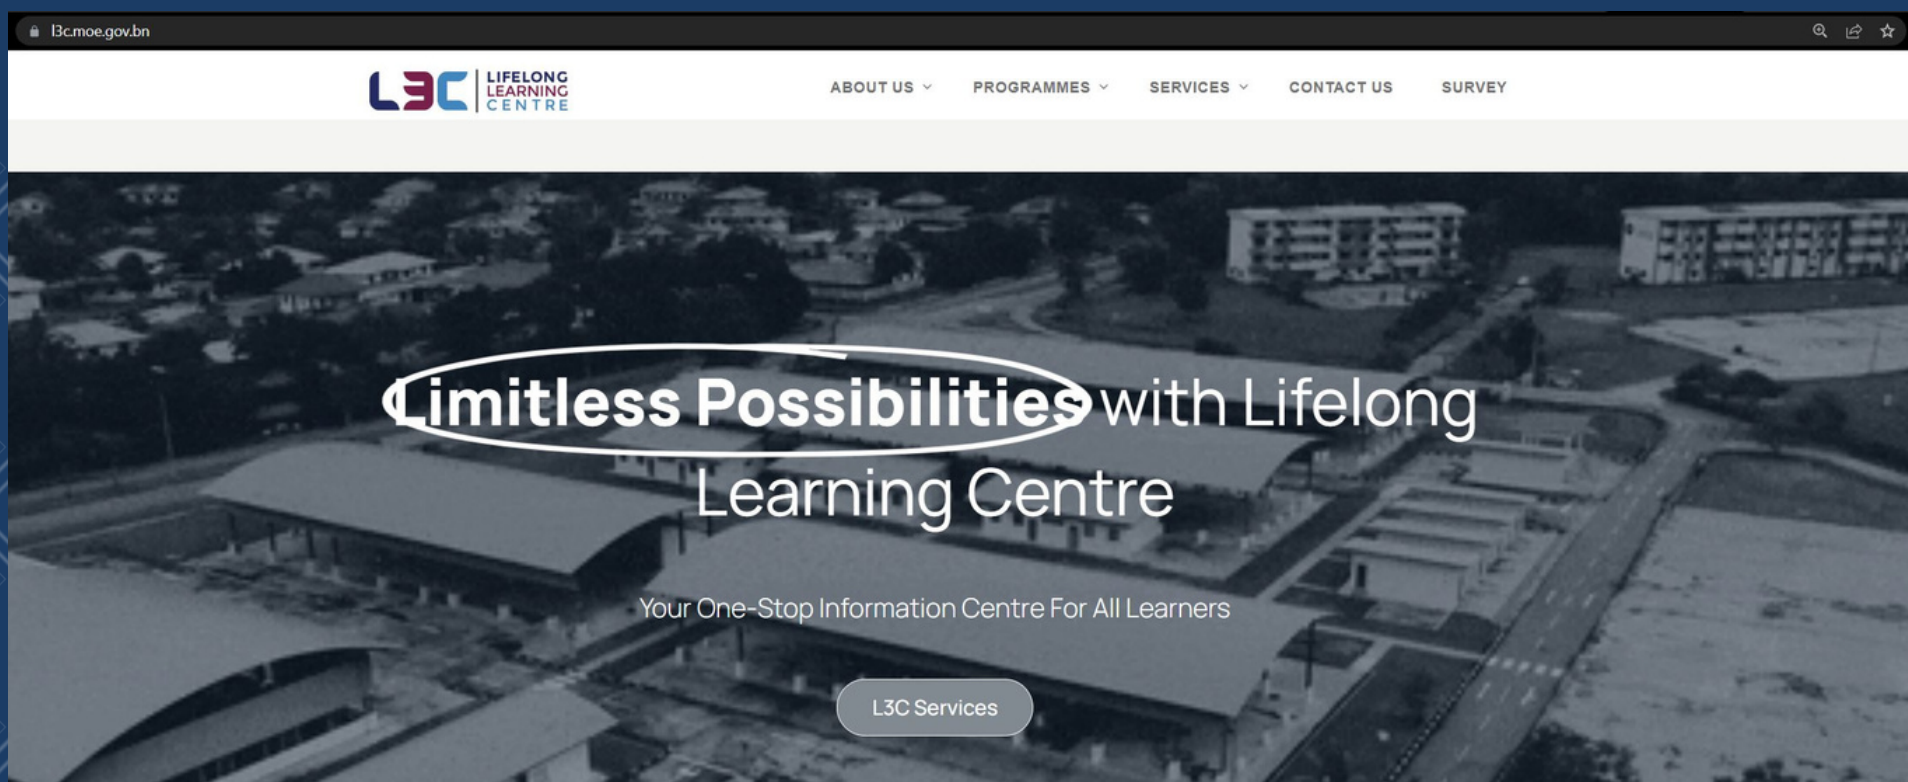 l3c.moe.gov.bn
L3C LIFELONG
LEARNING
CENTRE
ABOUT US PROGRAMMES SERVICES CONTACT US SURVEY
Limitless Possibilities with Lifelong
Learning Centre
Your One-Stop Information Centre For All Learners
L3C Services